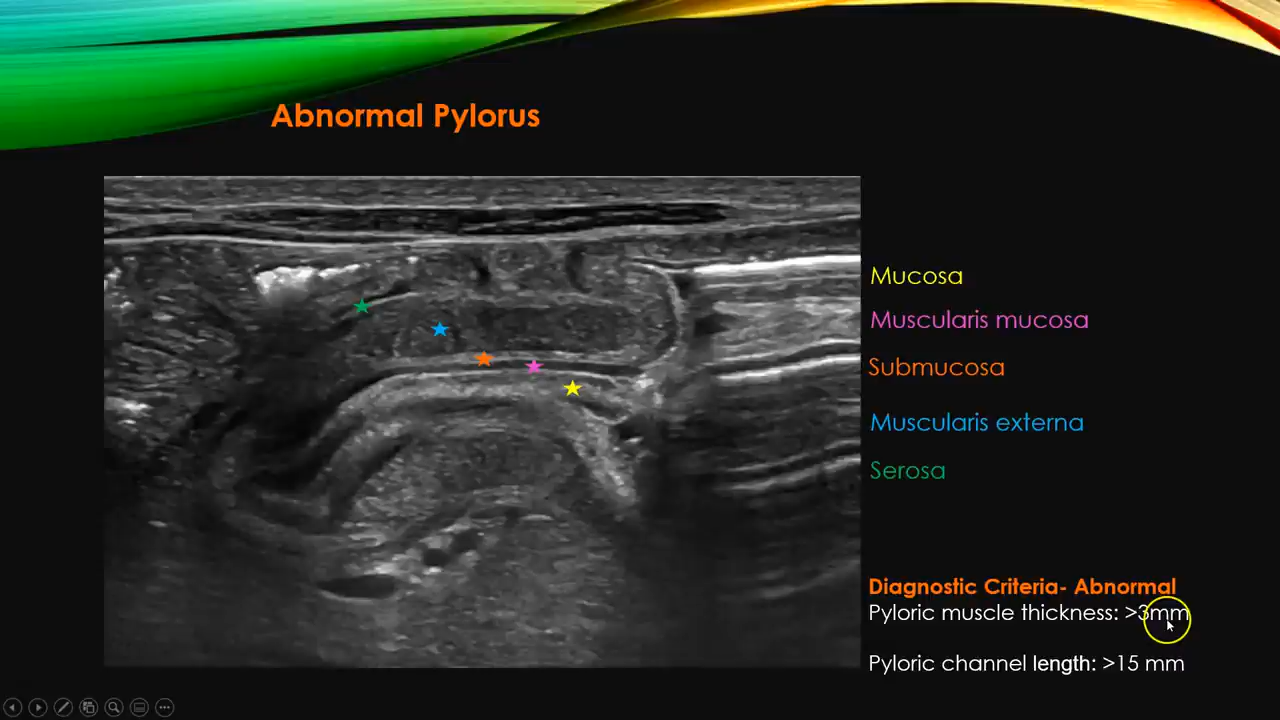 Abnormal Pylorus
Mucosa
Muscularis mucosa
Submucosa
Muscularis externa
Serosa
Diagnostic Criteria- Abnormal
Pyloric muscle thickness: >3mm
Pyloric channel length: >15 mm